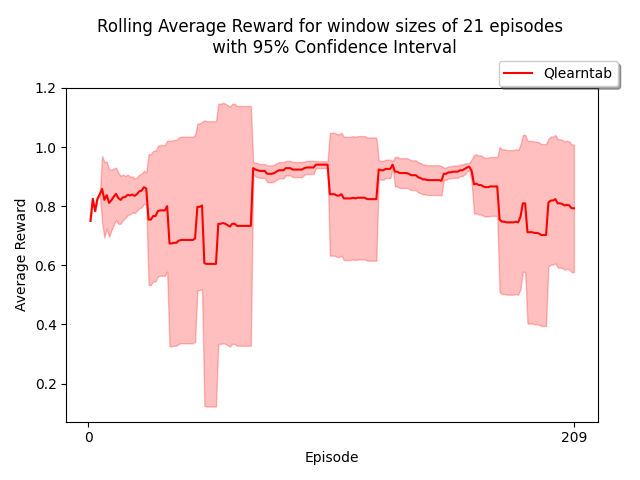 Rolling Average Reward for window sizes of 21 episodes
with 95% Confidence Interval
Qlearntab
1.2
1.0
0.8
0.6
0.4
0.2
Average Reward
0
209
Episode